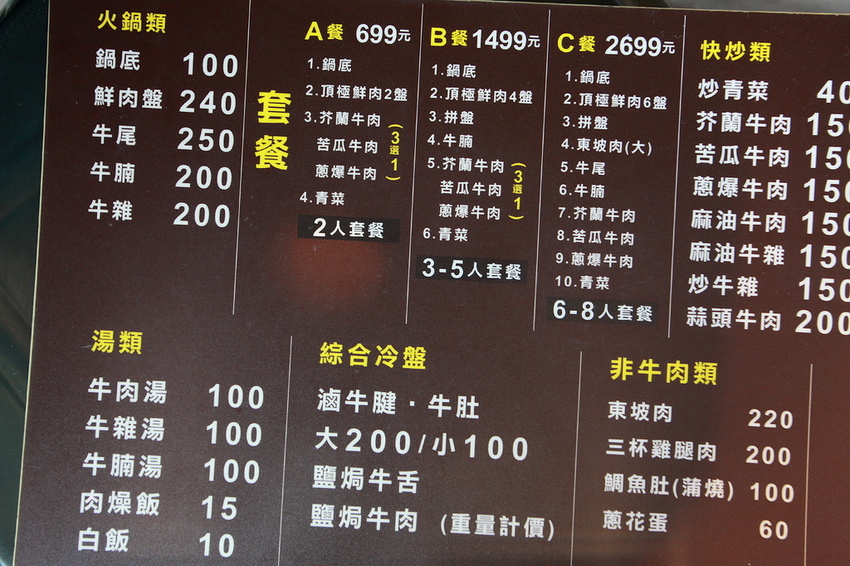 火鍋類
鍋底 100
鮮肉盤 240
牛尾 250
牛腩 200
牛雜 200
套餐
A餐 699元
1.鍋底
2.頂極鮮肉2盤
3.芥蘭牛肉
苦瓜牛肉
蔥爆牛肉
(3選1)
4.青菜
2人套餐
B餐 1499元
1.鍋底
2.頂極鮮肉4盤
3.拼盤
4.牛腩
5.芥蘭牛肉
苦瓜牛肉
蔥爆牛肉
(3選1)
6.青菜
3-5人套餐
C餐 2699元
1.鍋底
2.頂極鮮肉6盤
3.拼盤
4.東坡肉(大)
5.牛尾
6.牛腩
7.芥蘭牛肉
8.苦瓜牛肉
9.蔥爆牛肉
10.青菜
6-8人套餐
快炒類
炒青菜 40
芥蘭牛肉 150
苦瓜牛肉 150
蔥爆牛肉 150
麻油牛肉 150
麻油牛雜 150
炒牛雜 150
蒜頭牛肉 200
湯類
牛肉湯 100
牛雜湯 100
牛腩湯 100
肉燥飯 15
白飯 10
綜合冷盤
滷牛腱．牛肚
大200/小100
鹽焗牛舌
鹽焗牛肉 (重量計價)
非牛肉類
東坡肉 220
三杯雞腿肉 200
鯛魚肚(蒲燒) 100
蔥花蛋 60